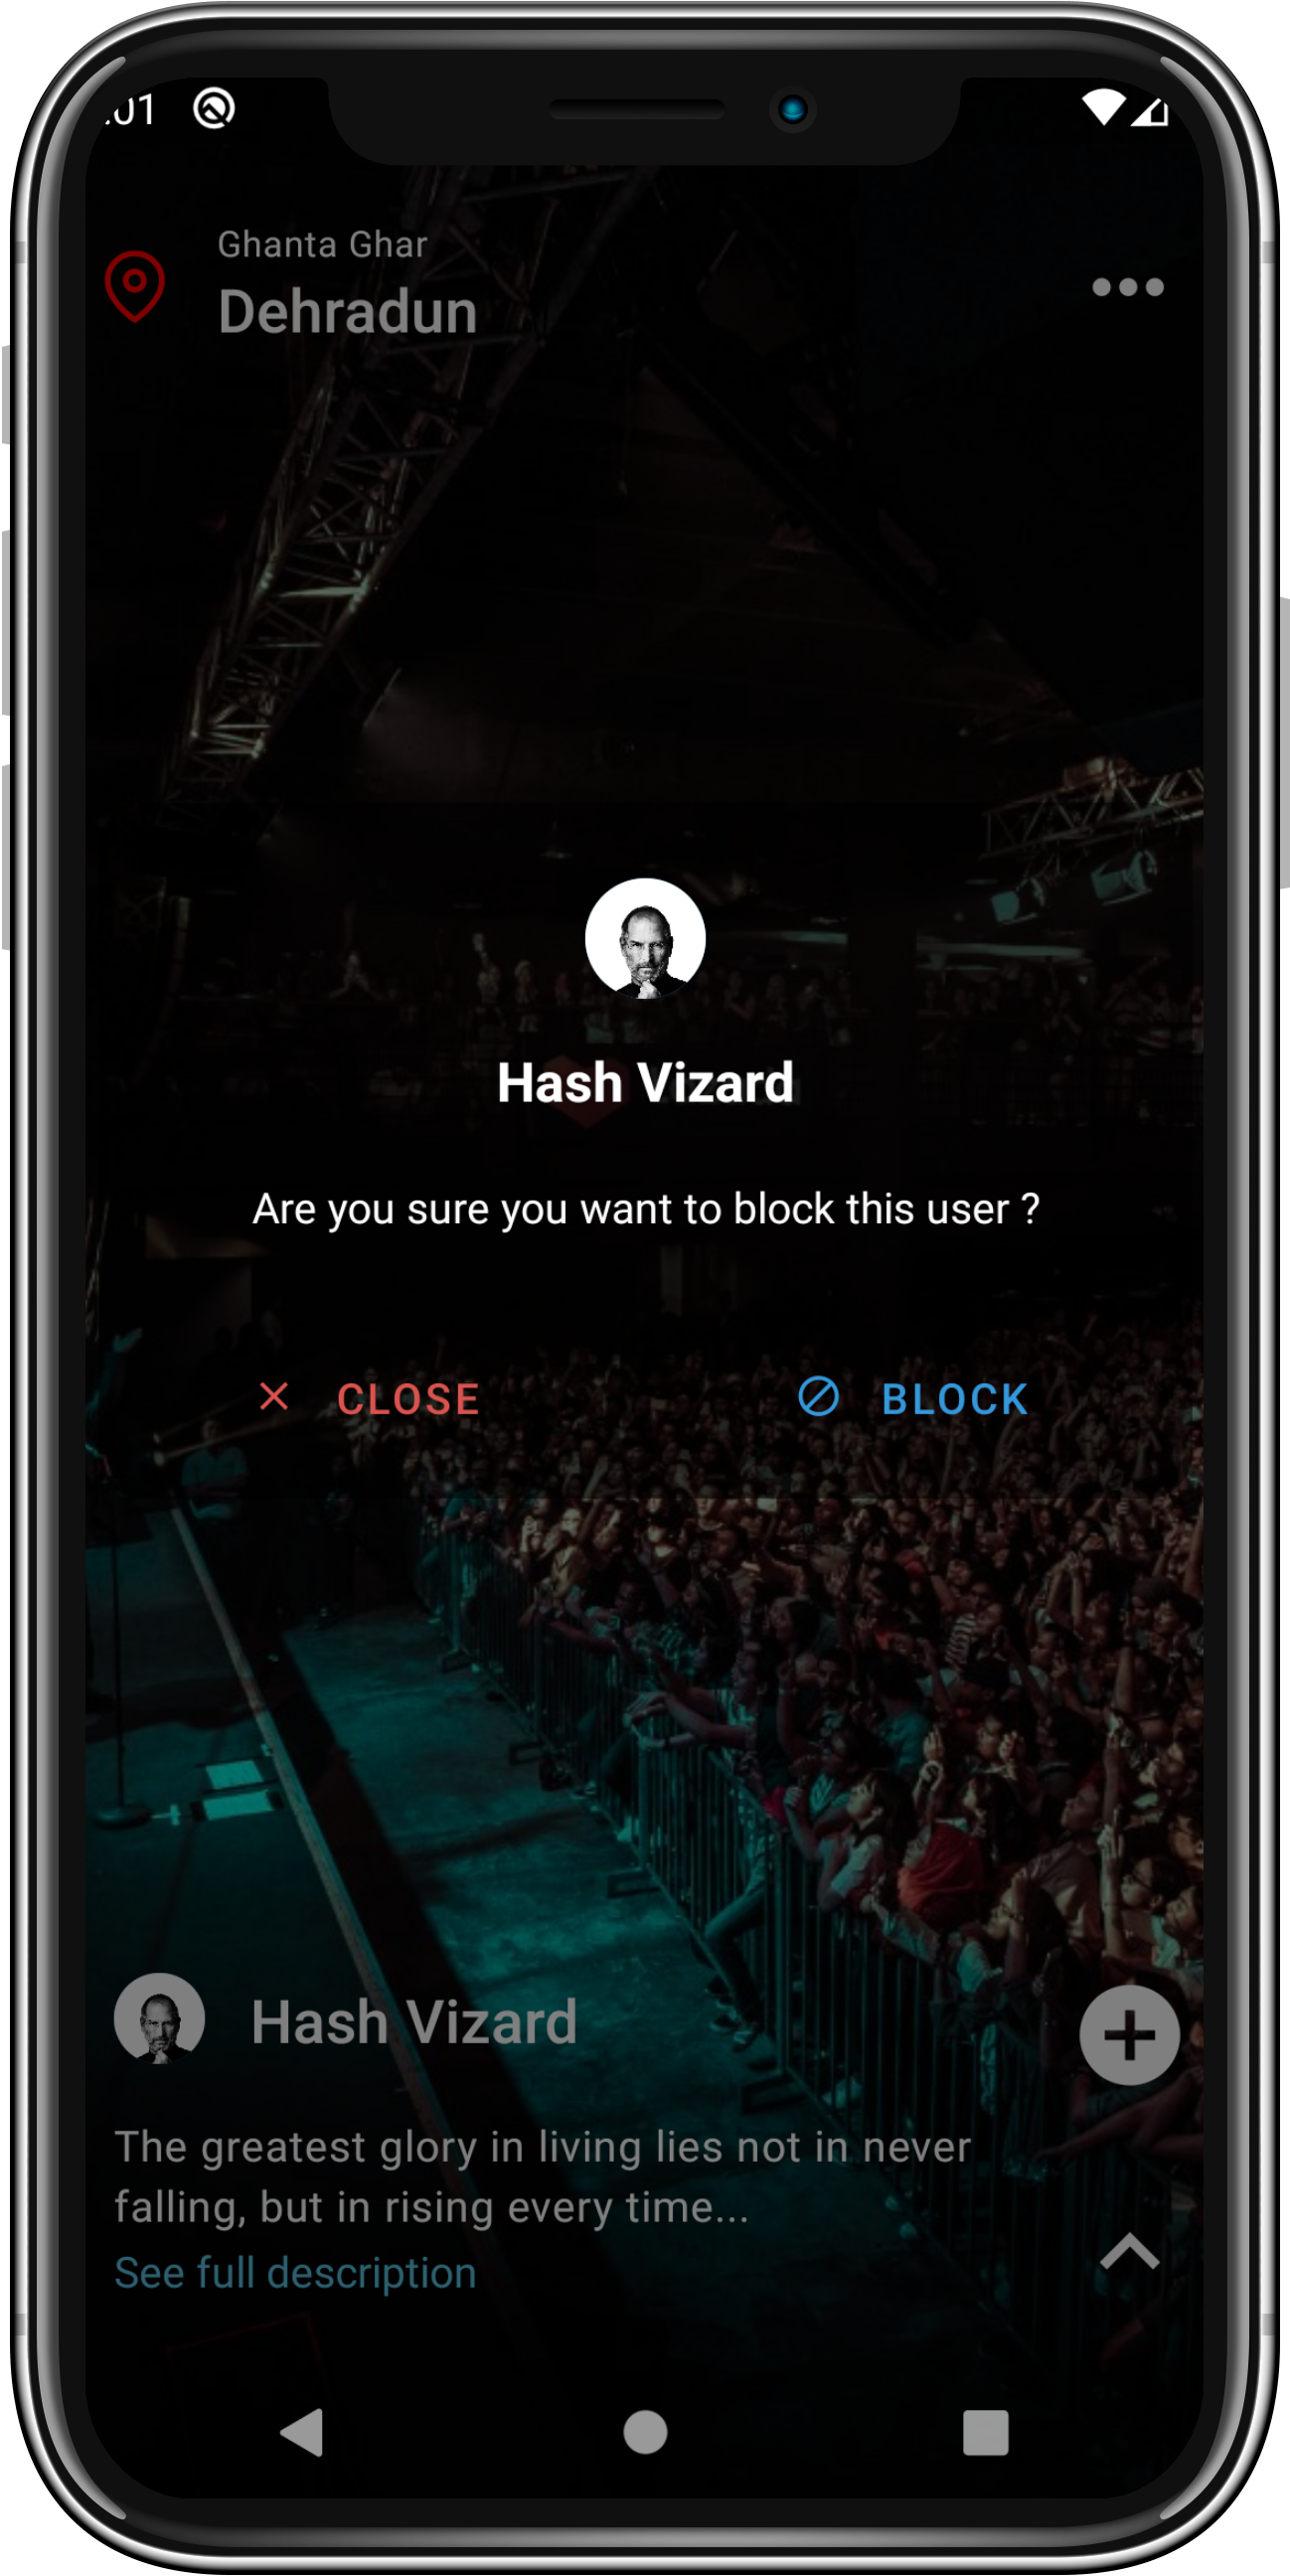 :01
Ghanta Ghar
Dehradun
Hash Vizard
Are you sure you want to block this user ?
CLOSE
BLOCK
Hash Vizard
The greatest glory in living lies not in never
falling, but in rising every time...
See full description